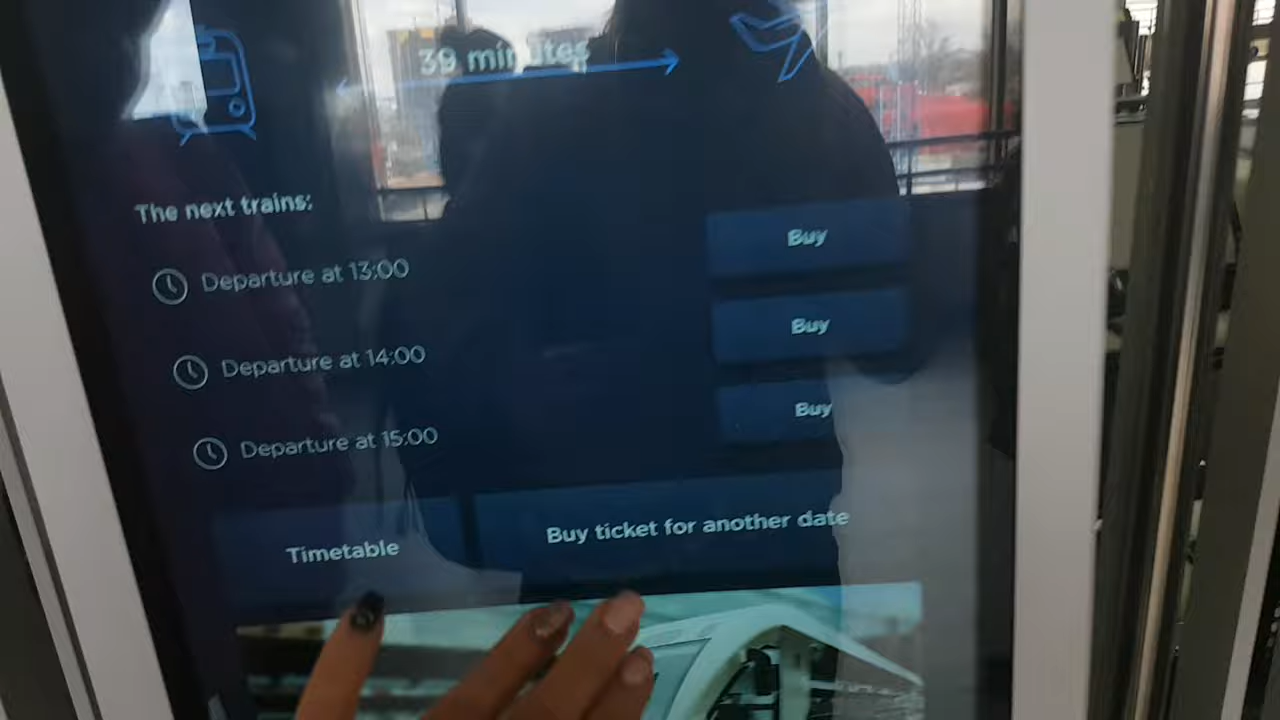 39 minutes
The next trains:
Departure at 13:00
Buy
Departure at 14:00
Buy
Departure at 15:00
Buy
Timetable
Buy ticket for another date